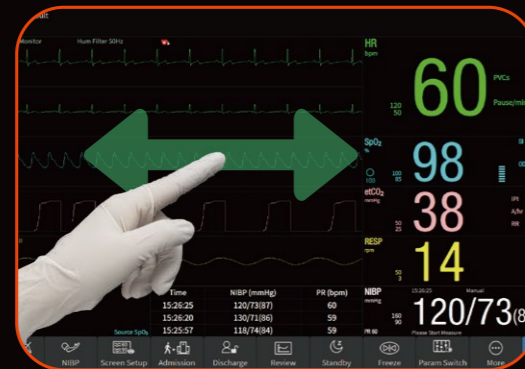 Monitor Hum Filter 50Hz
HR
bpm
60
PVCs
Pause/min
120
50
SpO₂
%
98
100
100
85
etCO₂
mmHg
38
50
25
RESP
rpm
14
50
3
Time NIBP (mmHg) PR (bpm)
15:26:25 120/73(87) 60
15:26:20 130/71(86) 59
15:25:57 118/74(84) 59
Source SpO₂
NIBP
mmHg
15:26:25 Manual
120/73(8
160
90
PR 60
Please Start Measure
NIBP Screen Setup Admission Discharge Review Standby Freeze Param Switch More